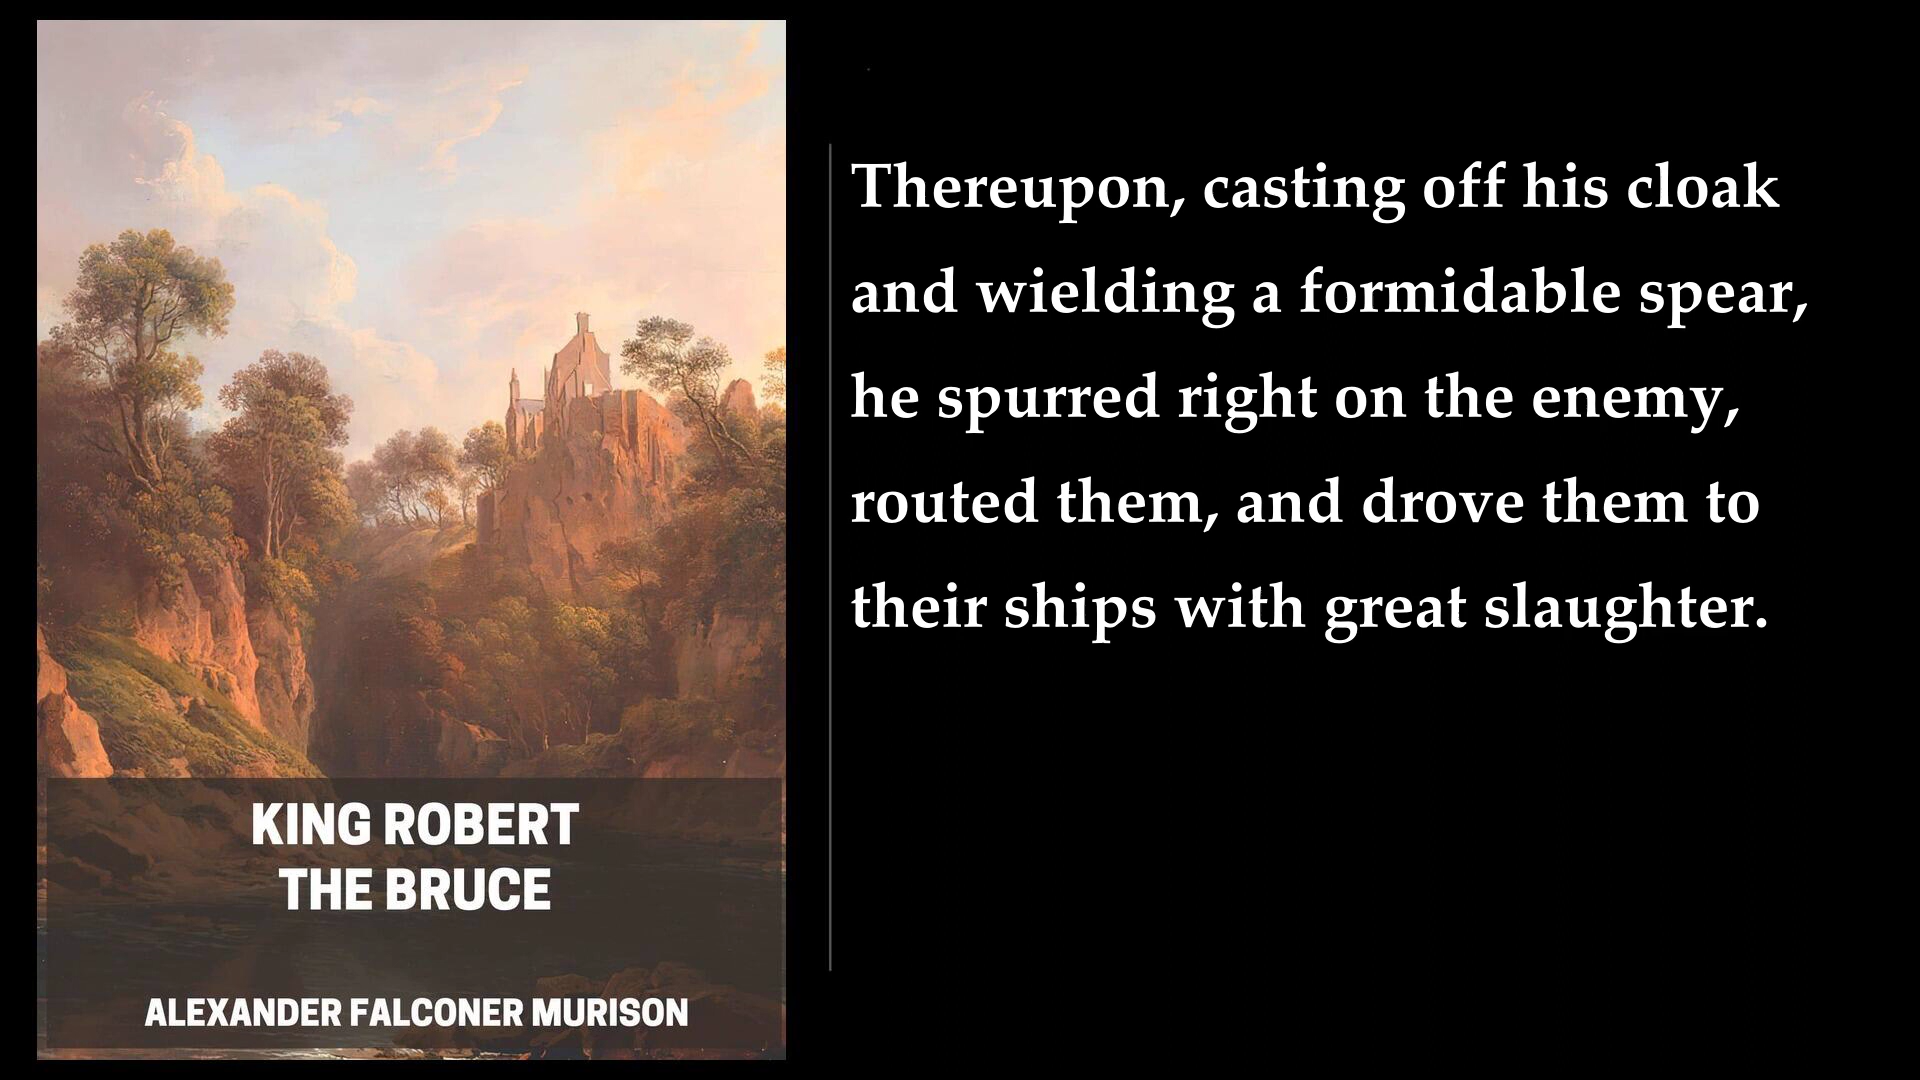 Thereupon, casting off his cloak
and wielding a formidable spear,
he spurred right on the enemy,
routed them, and drove them to
their ships with great slaughter.
KING ROBERT
THE BRUCE
ALEXANDER FALCONER MURISON